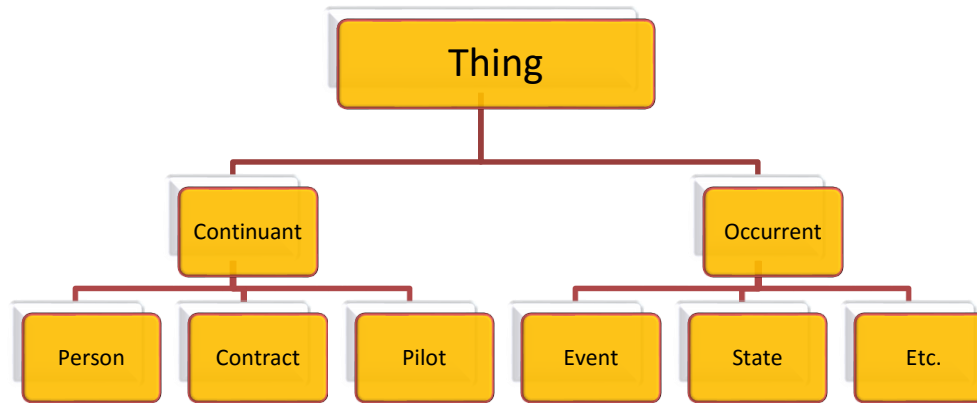 Thing
Continuant
Occurrent
Person
Contract
Pilot
Event
State
Etc.